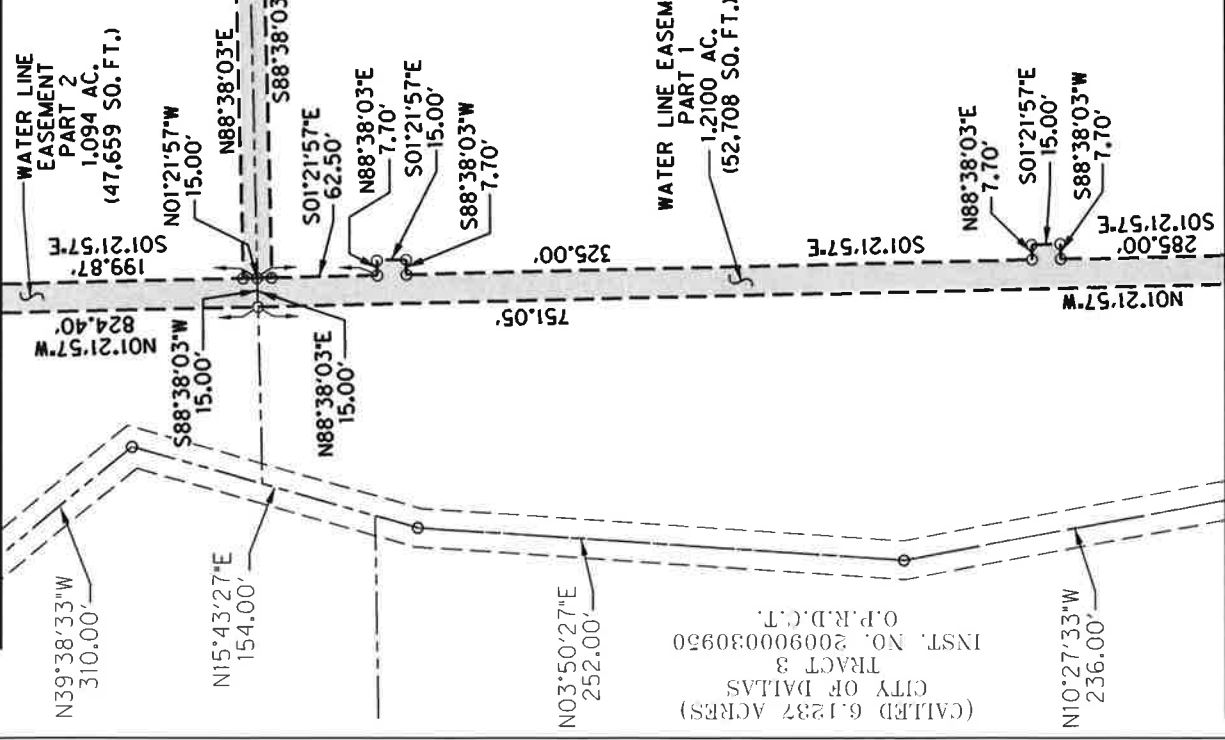 WATER LINE
EASEMENT
PART 2
1.094 AC.
(47,659 SQ. FT.)
N88°38'03"E
S88°38'03
N01°21'57"W
15.00'
S01°21'57"E
199.87'
N01°21'57"W
824.40'
S01°21'57"E
62.50'
N88°38'03"E
7.70'
S01°21'57"E
15.00'
S88°38'03"W
7.70'
S88°38'03"W
15.00'
N88°38'03"E
15.00'
325.00'
S01°21'57"E
751.05'
N01°21'57"W
WATER LINE EASEM
PART 1
1.2100 AC.
(52,708 SQ. FT.)
N88°38'03"E
7.70'
S01°21'57"E
15.00'
S88°38'03"W
7.70'
S01°21'57"E
285.00'
N39°38'33"W
310.00'
N15°43'27"E
154.00'
N03°50'27"E
252.00'
(CALLED 6.1237 ACRES)
CITY OF DALLAS
TRACT 3
INST. NO. 200900030950
O.P.R.D.C.T.
N10°27'33"W
236.00'